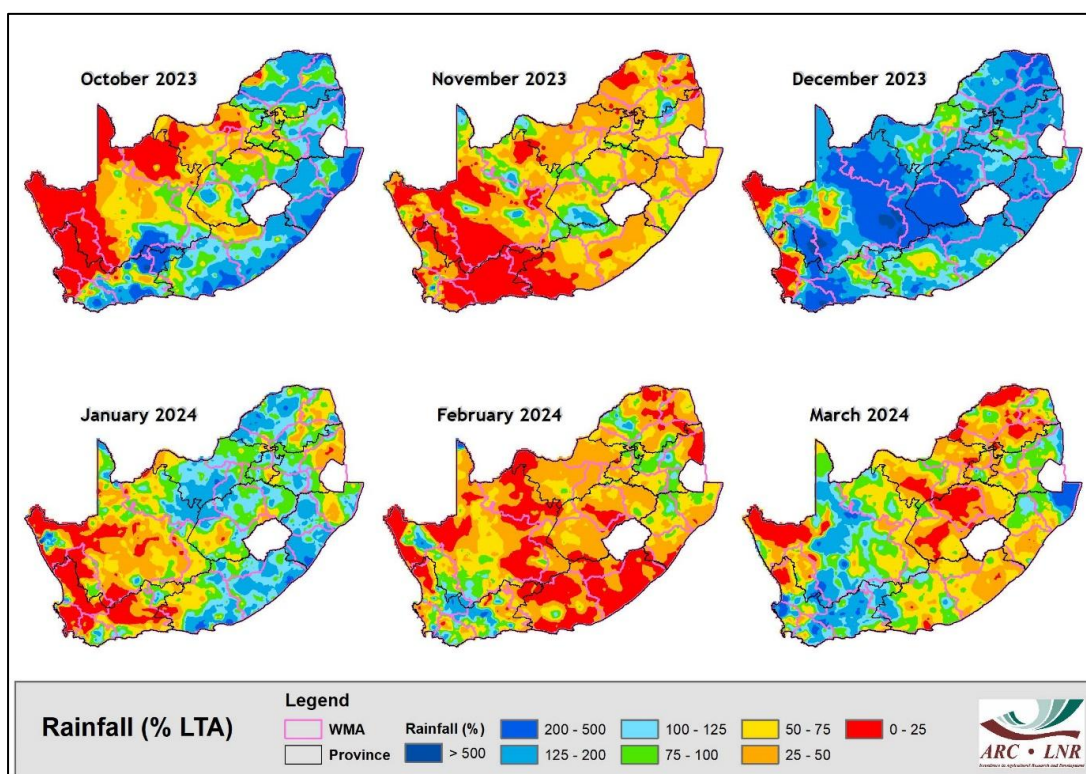 October 2023
November 2023
December 2023
January 2024
February 2024
March 2024
Rainfall (% LTA)
Legend
WMA
Province
Rainfall (%)
> 500
200 - 500
125 - 200
100 - 125
75 - 100
50 - 75
25 - 50
0 - 25
ARC • LNR